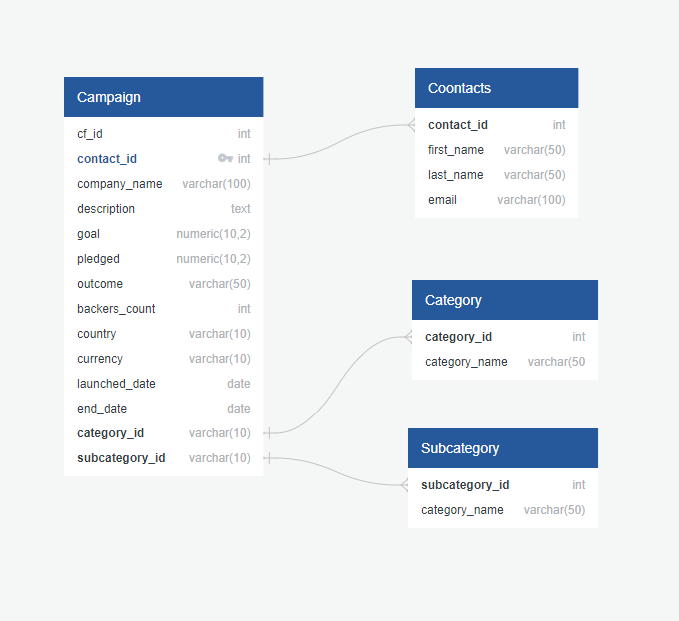 Campaign
cf_id int
contact_id int
company_name varchar(100)
description text
goal numeric(10,2)
pledged numeric(10,2)
outcome varchar(50)
backers_count int
country varchar(10)
currency varchar(10)
launched_date date
end_date date
category_id varchar(10)
subcategory_id varchar(10)
Coontacts
contact_id int
first_name varchar(50)
last_name varchar(50)
email varchar(100)
Category
category_id int
category_name varchar(50
Subcategory
subcategory_id int
category_name varchar(50)